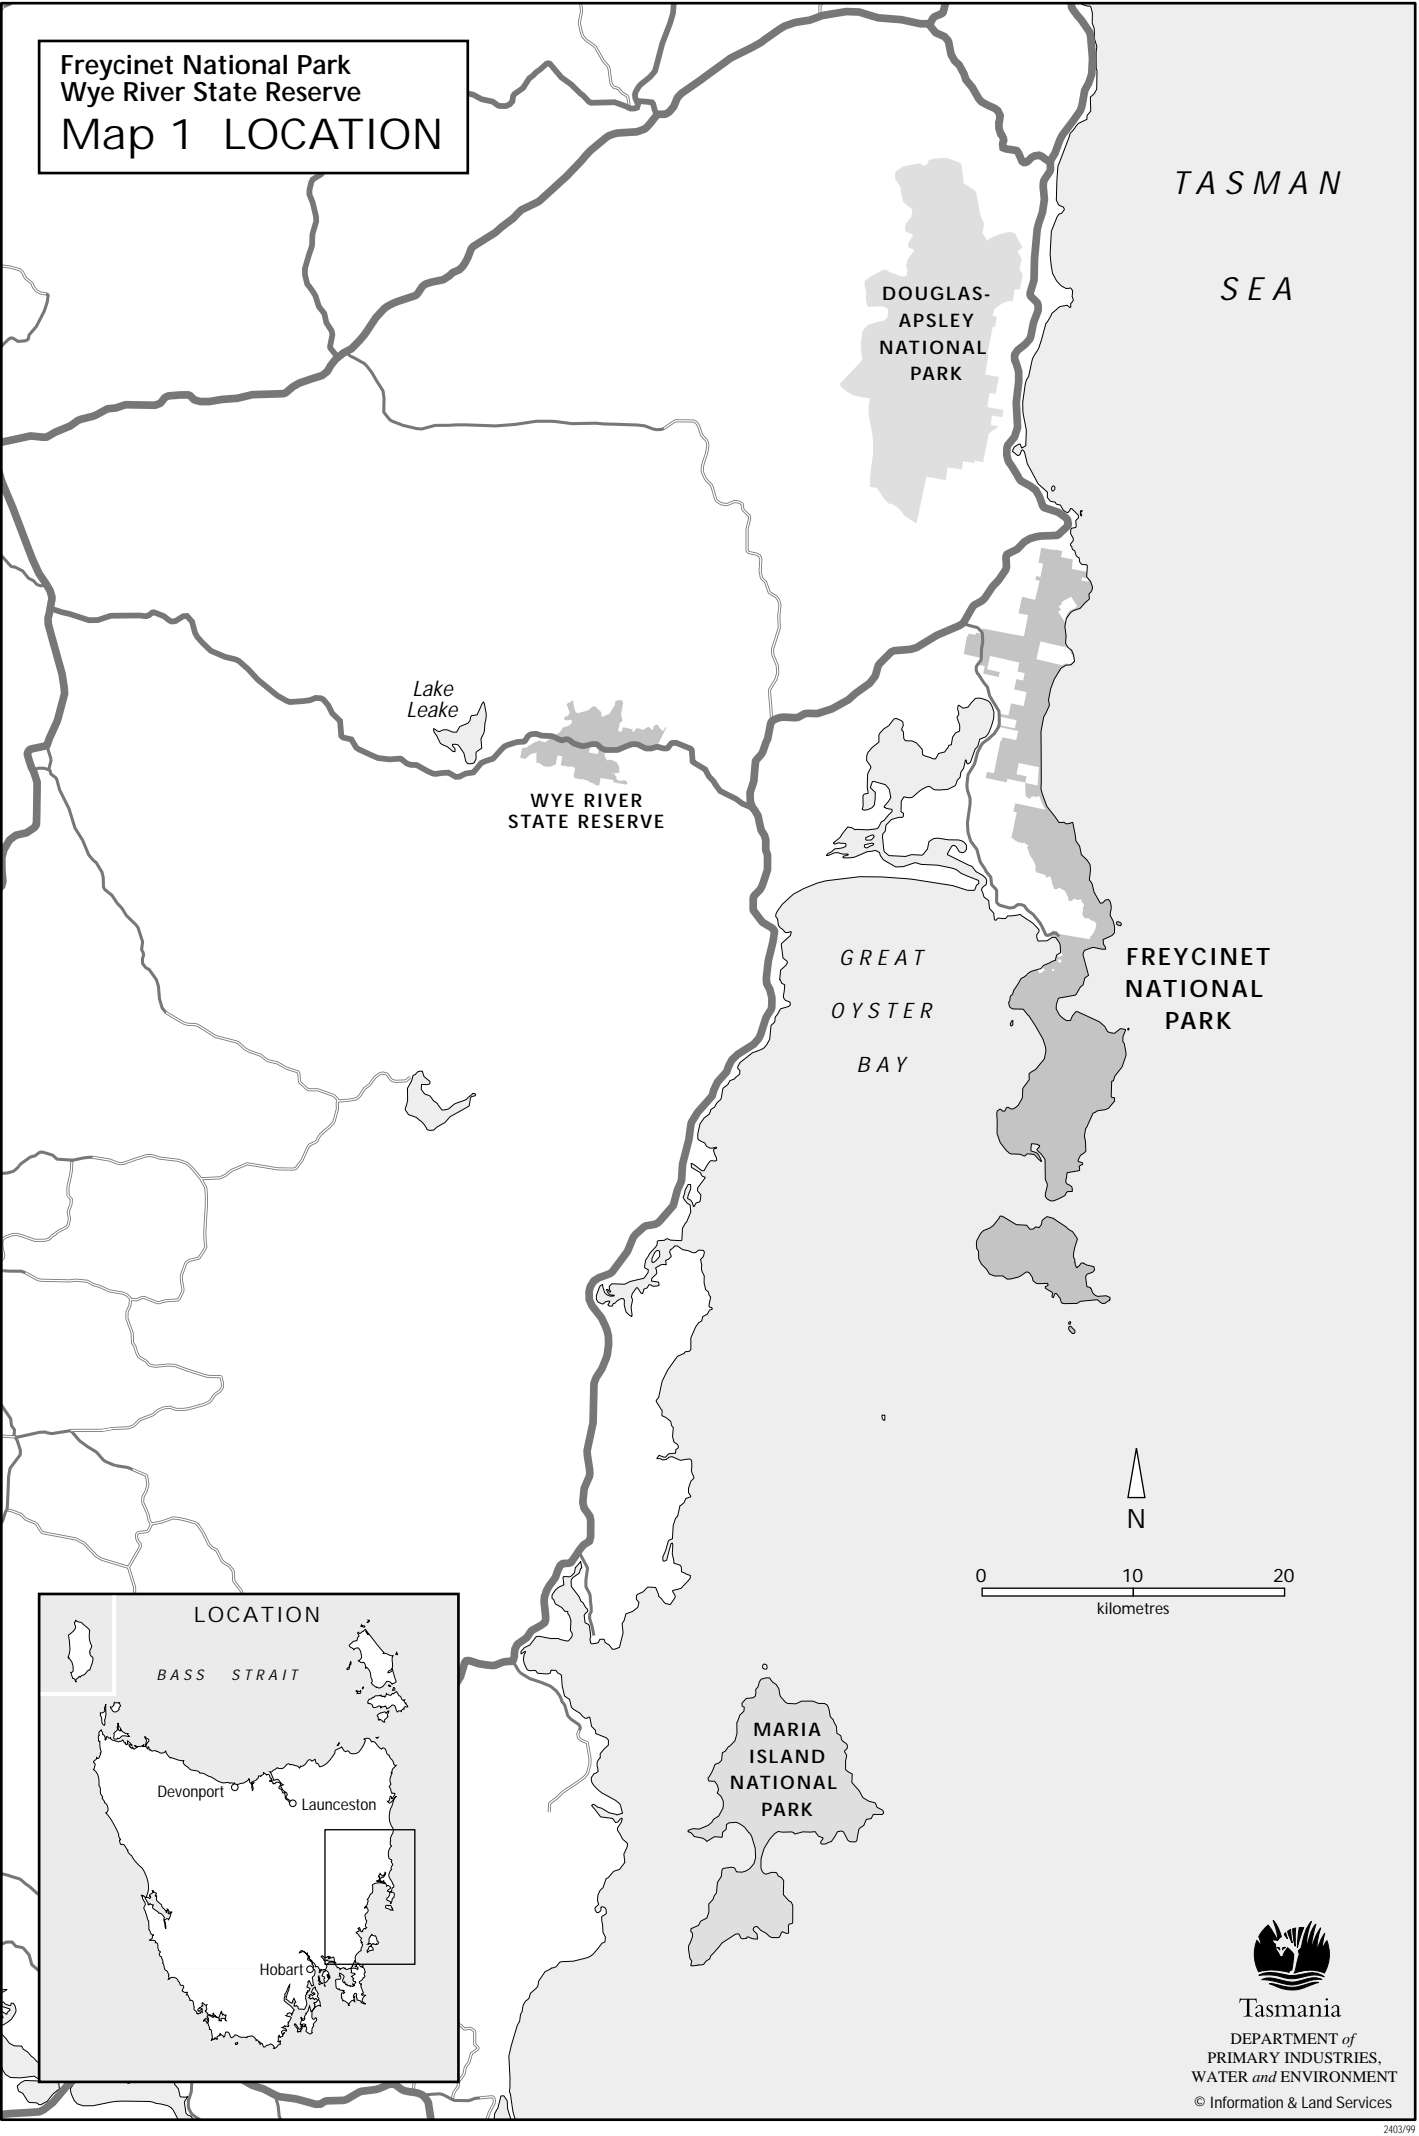 Freycinet National Park
Wye River State Reserve
Map 1 LOCATION
TASMAN
SEA
DOUGLAS-
APSLEY
NATIONAL
PARK
Lake
Leake
WYE RIVER
STATE RESERVE
GREAT
OYSTER
BAY
FREYCINET
NATIONAL
PARK
N
0 10 20
kilometres
LOCATION
BASS STRAIT
Devonport
Launceston
Hobart
MARIA
ISLAND
NATIONAL
PARK
Tasmania
DEPARTMENT of
PRIMARY INDUSTRIES,
WATER and ENVIRONMENT
© Information & Land Services
2403/99